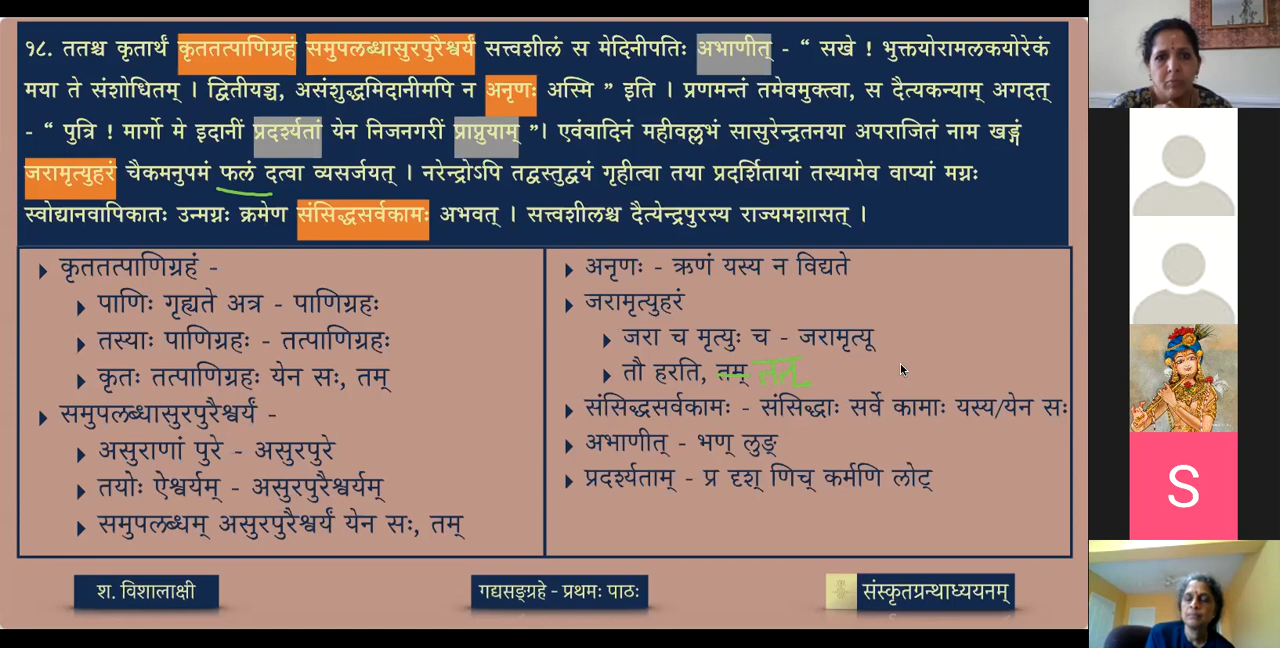 १८. ततश्च कृतार्थं कृततत्पाणिग्रहं समुपलब्धासुरपुरैश्वर्यं सत्त्वशीलं स मेदिनीपतिः अभाणीत् - “ सखे ! भुक्तयोरामलकयोरेकं
मया ते संशोधितम् । द्वितीयञ्च, असंशुद्धमिदानीमपि न अनृणः अस्मि ” इति । प्रणमन्तं तमेवमुक्त्वा, स दैत्यकन्याम् अगदत्
- “ पुत्रि ! मार्गो मे इदानीं प्रदर्श्यतां येन निजनगरीं प्राप्नुयाम् ”। एवंवादिनं महीवल्लभं सासुरेन्द्रतनया अपराजितं नाम खड्गं
जरामृत्युहरं चैकमनुपमं फलं दत्वा व्यसर्जयत् । नरेन्द्रोऽपि तद्वस्तुद्वयं गृहीत्वा तया प्रदर्शितायां तस्यामेव वाप्यां मग्नः
स्वोद्यानवापिकातः उन्मग्नः क्रमेण संसिद्धसर्वकामः अभवत् । सत्त्वशीलश्च दैत्येन्द्रपुरस्य राज्यमशासत् ।
कृततत्पाणिग्रहं -
पाणिः गृह्यते अत्र - पाणिग्रहः
तस्याः पाणिग्रहः - तत्पाणिग्रहः
कृतः तत्पाणिग्रहः येन सः, तम्
समुपलब्धासुरपुरैश्वर्यं -
असुराणां पुरे - असुरपुरे
तयोः ऐश्वर्यम् - असुरपुरैश्वर्यम्
समुपलब्धम् असुरपुरैश्वर्यं येन सः, तम्
अनृणः - ऋणं यस्य न विद्यते
जरामृत्युहरं
जरा च मृत्युः च - जरामृत्यू
तौ हरति, तम् तत्
संसिद्धसर्वकामः - संसिद्धाः सर्वे कामाः यस्य/येन सः
अभाणीत् - भण् लुङ्
प्रदर्श्यताम् - प्र दृश् णिच् कर्मणि लोट्
श. विशालाक्षी
गद्यसङ्ग्रहे - प्रथमः पाठः
संस्कृतग्रन्थाध्ययनम्
S